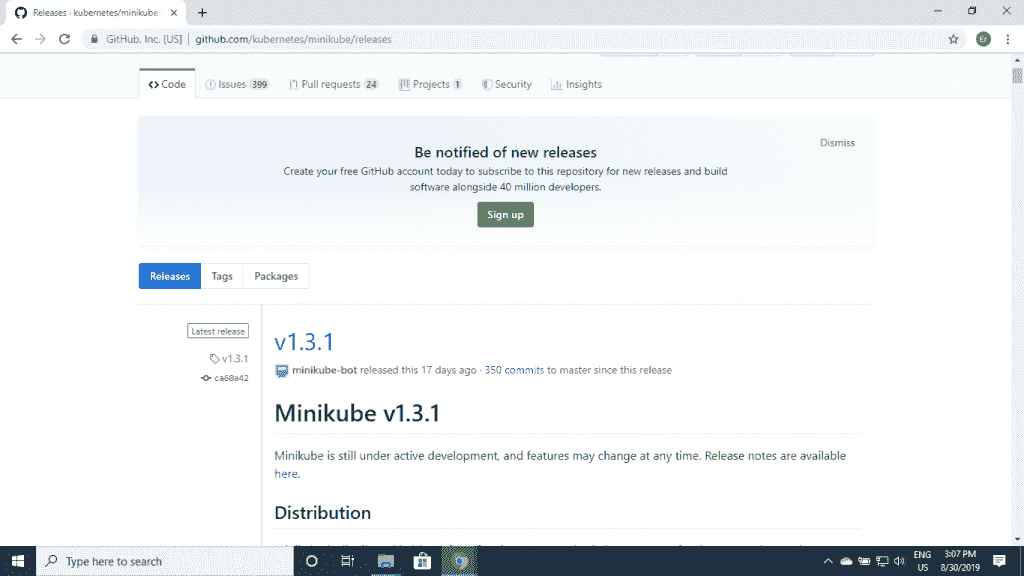 Releases · kubernetes/minikube
GitHub, Inc. [US] | github.com/kubernetes/minikube/releases
Er
Code Issues 399 Pull requests 24 Projects 1 Security Insights
Dismiss
Be notified of new releases
Create your free GitHub account today to subscribe to this repository for new releases and build
software alongside 40 million developers.
Sign up
Releases Tags Packages
Latest release
v1.3.1
ca60a42
v1.3.1
minikube-bot released this 17 days ago · 350 commits to master since this release
Minikube v1.3.1
Minikube is still under active development, and features may change at any time. Release notes are available
here.
Distribution
Type here to search
ENG
US
3:07 PM
8/30/2019